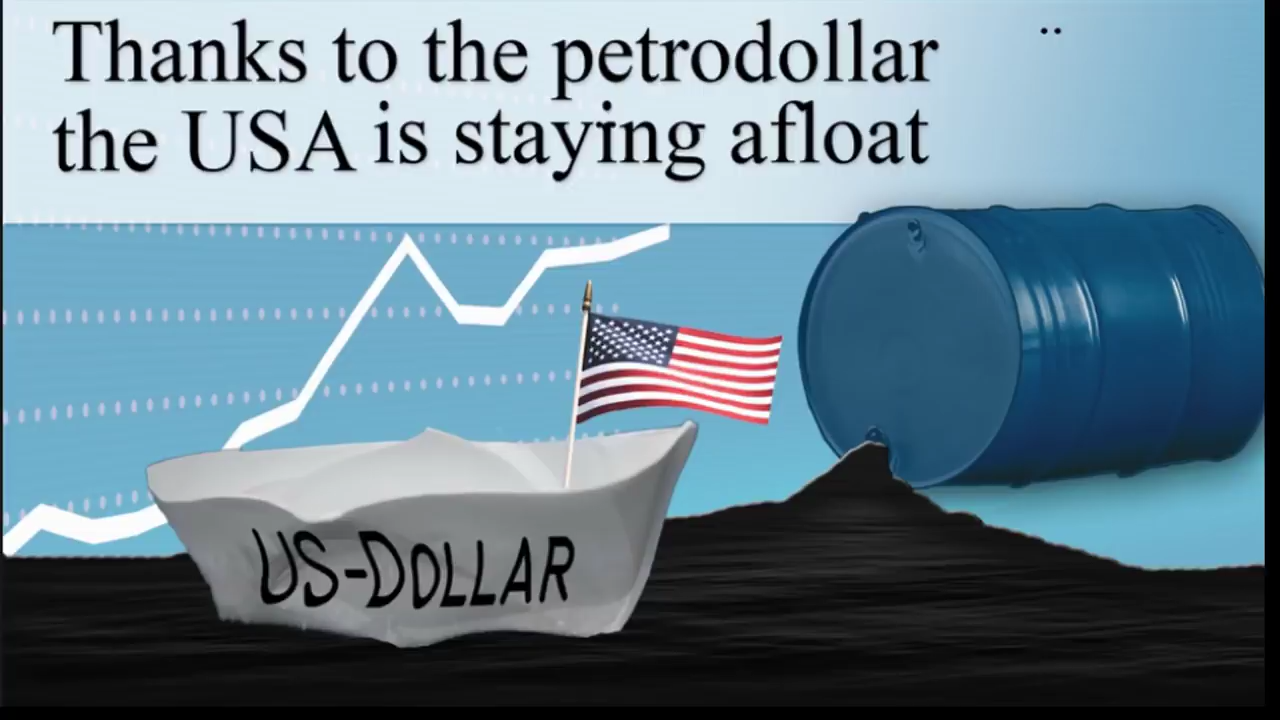 Thanks to the petrodollar
the USA is staying afloat
US-DOLLAR